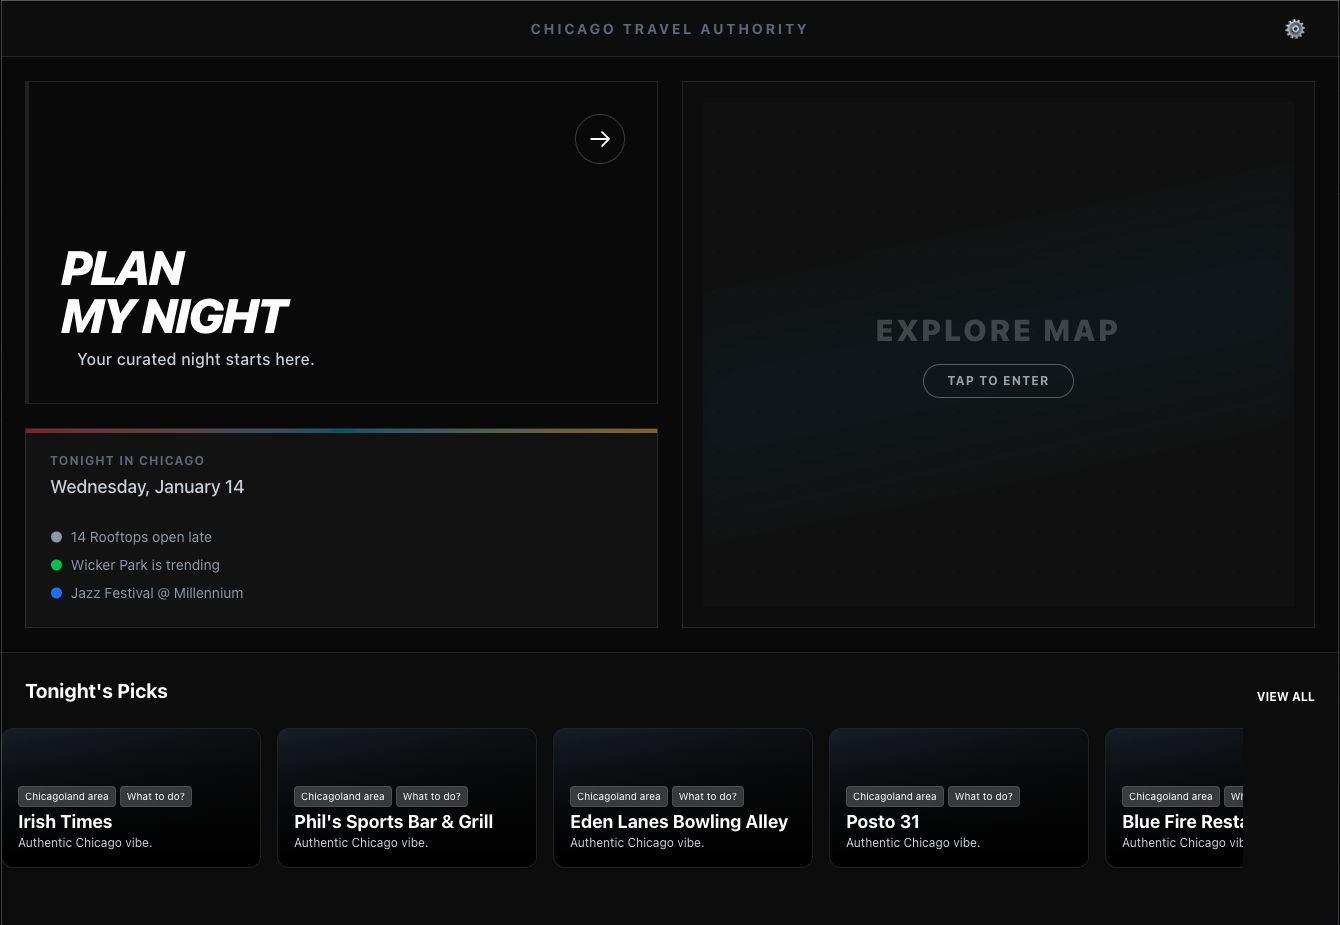 CHICAGO TRAVEL AUTHORITY
PLAN
MY NIGHT
Your curated night starts here.
EXPLORE MAP
TAP TO ENTER
TONIGHT IN CHICAGO
Wednesday, January 14
14 Rooftops open late
Wicker Park is trending
Jazz Festival @ Millennium
Tonight's Picks
VIEW ALL
Chicagoland area What to do?
Irish Times
Authentic Chicago vibe.
Chicagoland area What to do?
Phil's Sports Bar & Grill
Authentic Chicago vibe.
Chicagoland area What to do?
Eden Lanes Bowling Alley
Authentic Chicago vibe.
Chicagoland area What to do?
Posto 31
Authentic Chicago vibe.
Chicagoland area
Blue Fire
Authentic Chicago